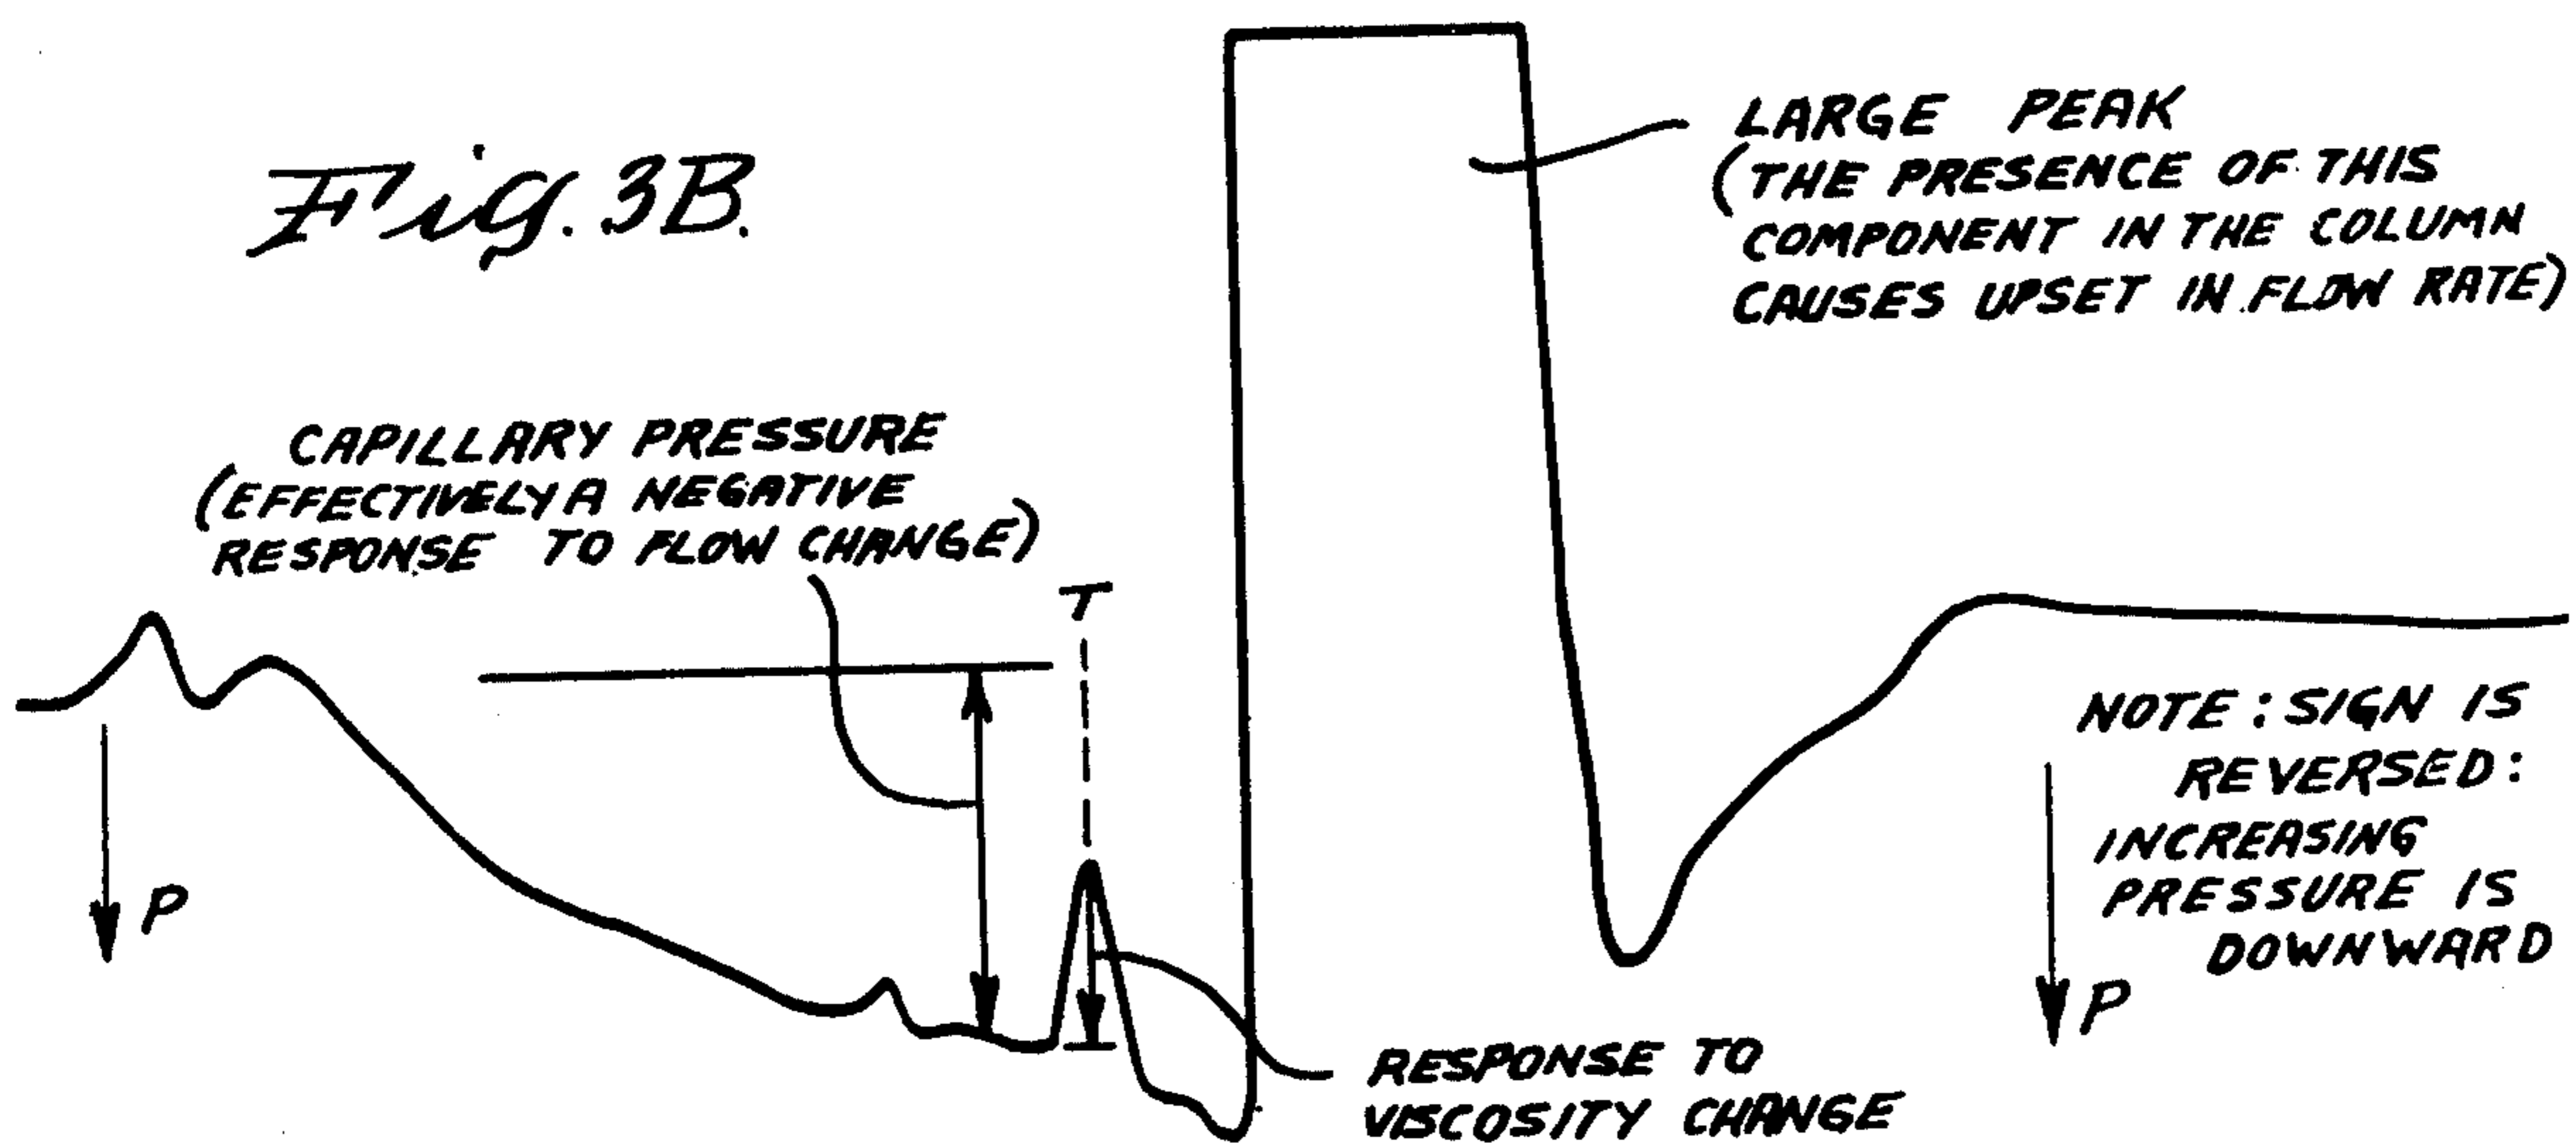 Fig. 3B.
LARGE PEAK
(THE PRESENCE OF THIS
COMPONENT IN THE COLUMN
CAUSES UPSET IN FLOW RATE)
CAPILLARY PRESSURE
(EFFECTIVELY A NEGATIVE
RESPONSE TO FLOW CHANGE)
T
P
NOTE: SIGN IS
REVERSED:
INCREASING
PRESSURE IS
DOWNWARD
P
RESPONSE TO
VISCOSITY CHANGE